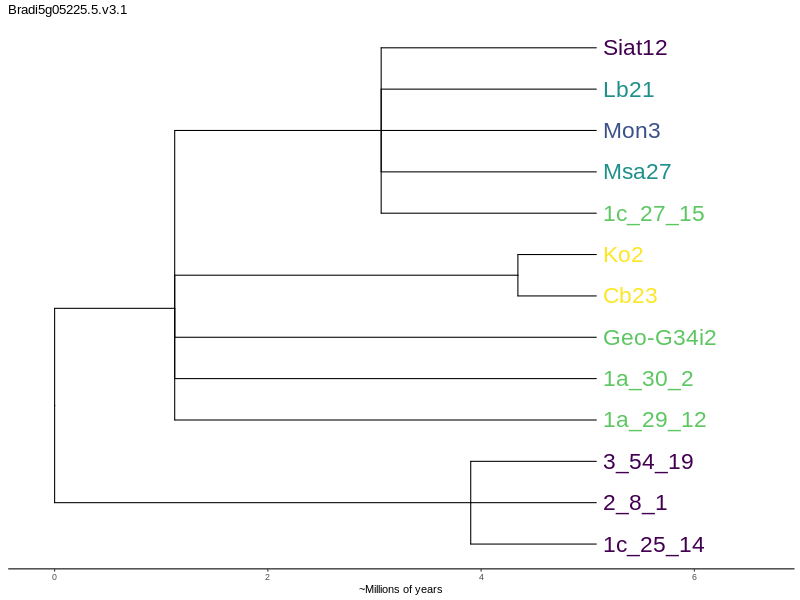 Bradi5g05225.5.v3.1
Siat12
Lb21
Mon3
Msa27
1c_27_15
Ko2
Cb23
Geo-G34i2
1a_30_2
1a_29_12
3_54_19
2_8_1
1c_25_14
0 2 4 6
~Millions of years